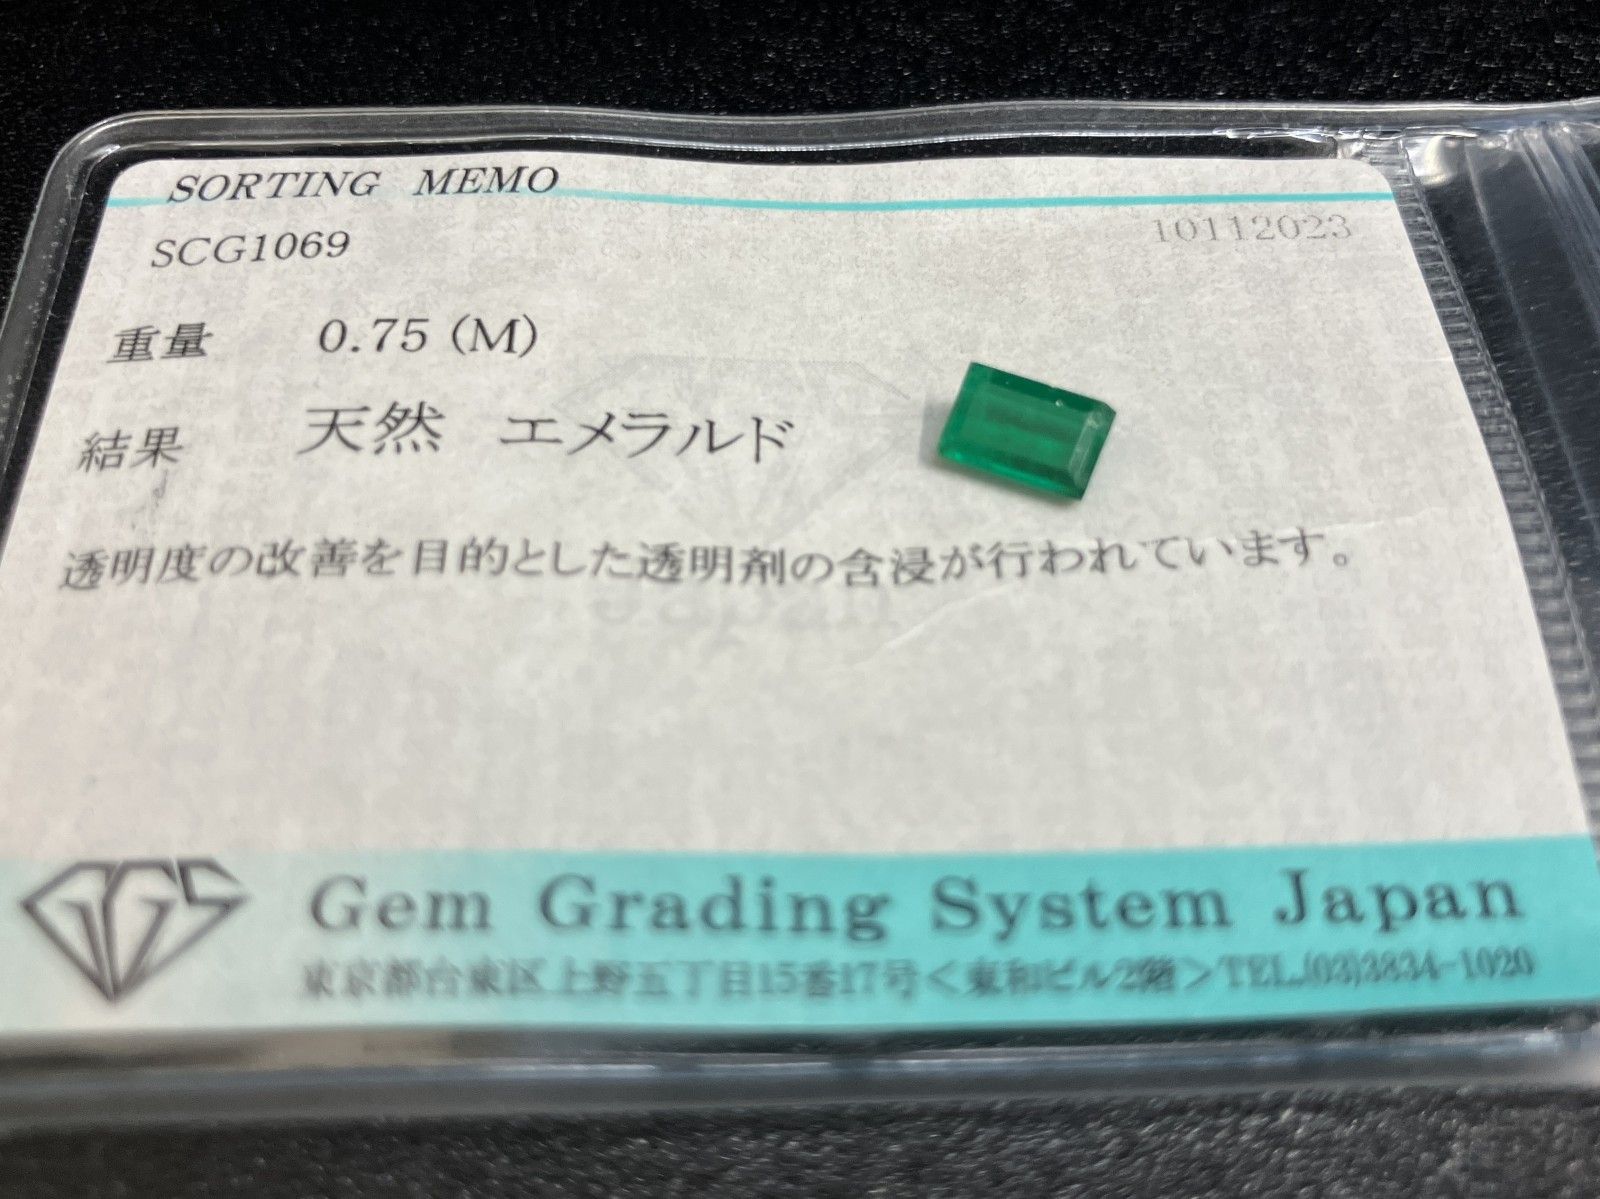 SORTING MEMO
SCG1069
10112023
重量 0.75 (M)
結果 天然 エメラルド
透明度の改善を目的とした透明剤の含浸が行われています。
Japan
GGS
Gem Grading System Japan
東京都台東区上野五丁目15番17号<東和ビル2階>TEL.(03)3834-1020